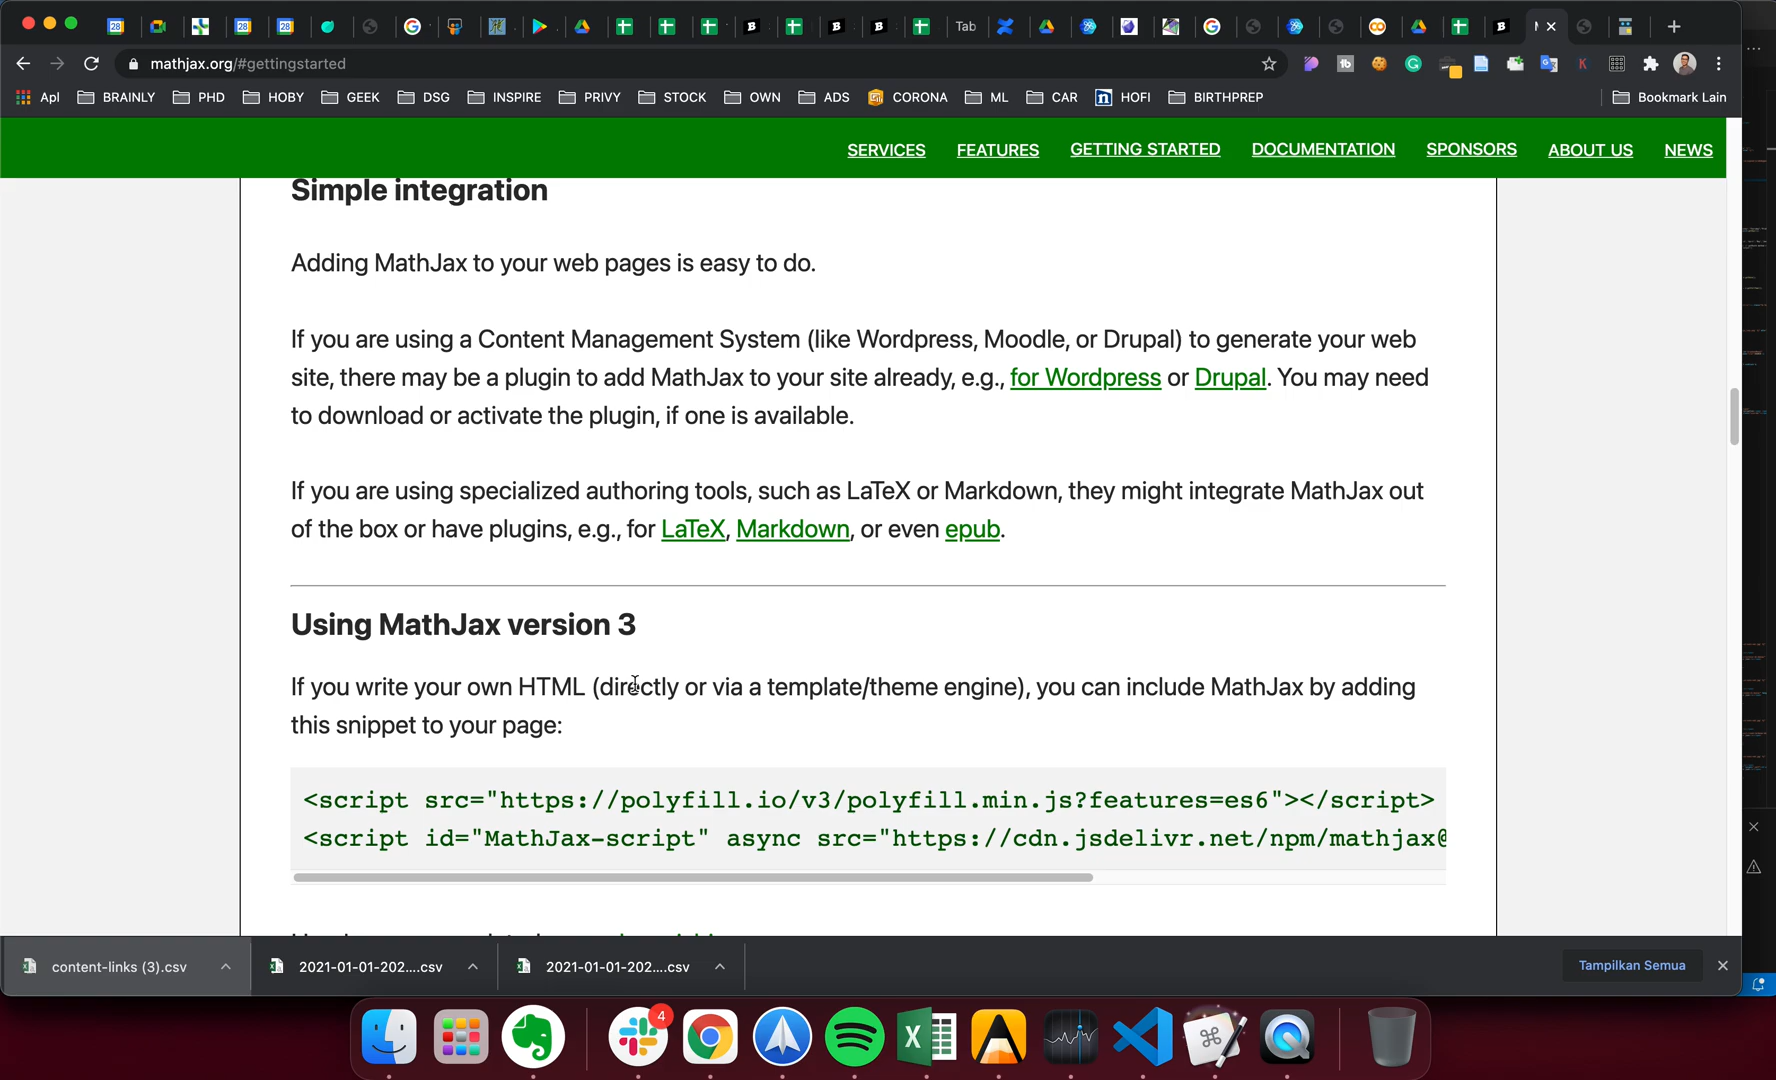 Tab
mathjax.org/#gettingstarted
Apl BRAINLY PHD HOBY GEEK DSG INSPIRE PRIVY STOCK OWN ADS CORONA ML CAR HOFI BIRTHPREP Bookmark Lain
SERVICES FEATURES GETTING STARTED DOCUMENTATION SPONSORS ABOUT US NEWS
Simple integration
Adding MathJax to your web pages is easy to do.
If you are using a Content Management System (like Wordpress, Moodle, or Drupal) to generate your web
site, there may be a plugin to add MathJax to your site already, e.g., for Wordpress or Drupal. You may need
to download or activate the plugin, if one is available.
If you are using specialized authoring tools, such as LaTeX or Markdown, they might integrate MathJax out
of the box or have plugins, e.g., for LaTeX, Markdown, or even epub.
Using MathJax version 3
If you write your own HTML (directly or via a template/theme engine), you can include MathJax by adding
this snippet to your page:
<script src="https://polyfill.io/v3/polyfill.min.js?features=es6"></script>
<script id="MathJax-script" async src="https://cdn.jsdelivr.net/npm/mathjax@
content-links (3).csv 2021-01-01-202....csv 2021-01-01-202....csv Tampilkan Semua
4